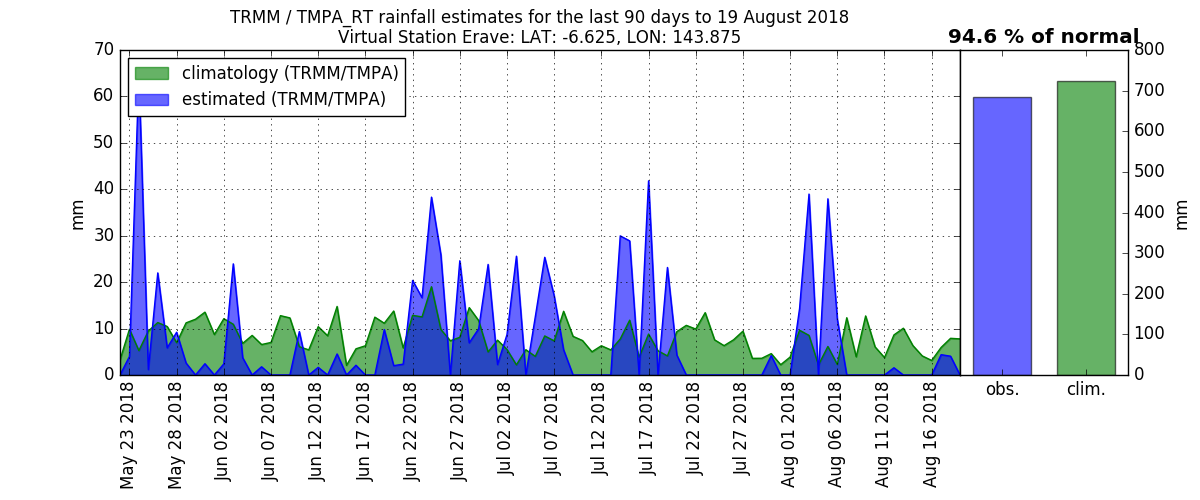 TRMM / TMPA_RT rainfall estimates for the last 90 days to 19 August 2018
Virtual Station Erave: LAT: -6.625, LON: 143.875
94.6 % of normal
climatology (TRMM/TMPA)
estimated (TRMM/TMPA)
70
60
50
40
30
20
10
0
mm
May 23 2018
May 28 2018
Jun 02 2018
Jun 07 2018
Jun 12 2018
Jun 17 2018
Jun 22 2018
Jun 27 2018
Jul 02 2018
Jul 07 2018
Jul 12 2018
Jul 17 2018
Jul 22 2018
Jul 27 2018
Aug 01 2018
Aug 06 2018
Aug 11 2018
Aug 16 2018
obs.
clim.
800
700
600
500
400
300
200
100
0
mm